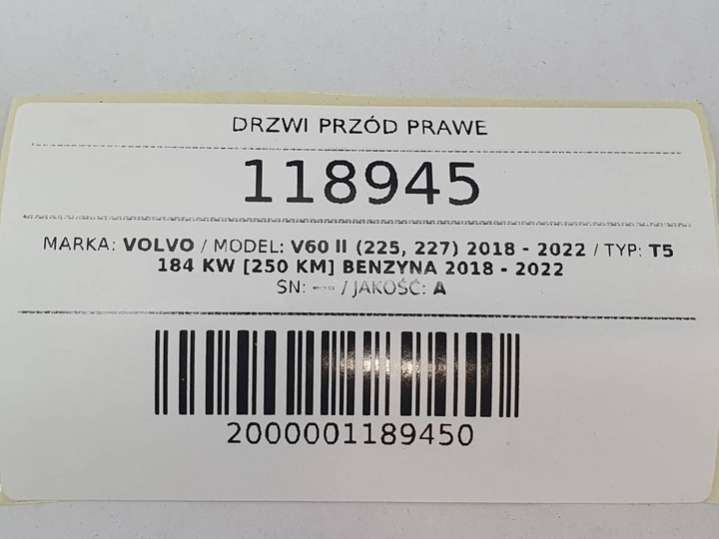 DRZWI PRZÓD PRAWE
118945
MARKA: VOLVO / MODEL: V60 II (225, 227) 2018 - 2022 / TYP: T5
184 KW [250 KM] BENZYNA 2018 - 2022
SN: --- / JAKOŚĆ: A
2000001189450